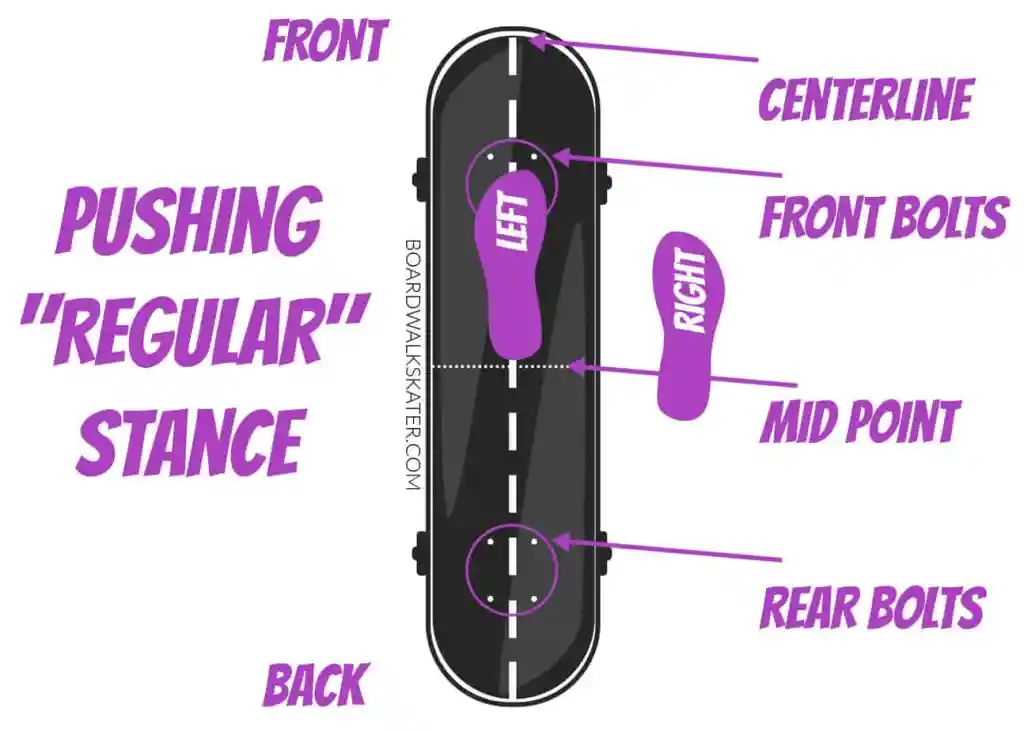 FRONT
CENTERLINE
FRONT BOLTS
PUSHING
"REGULAR"
STANCE
LEFT
RIGHT
BOARDWALKSKATER.COM
MID POINT
REAR BOLTS
BACK